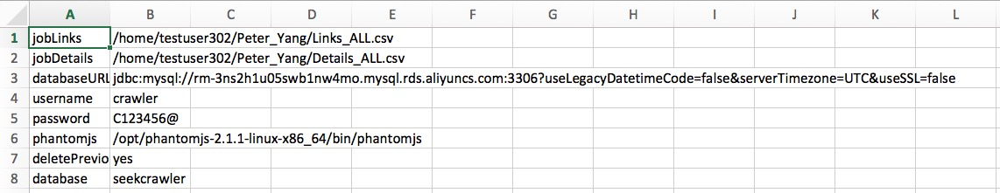 A B C D E F G H I J K L
1 jobLinks /home/testuser302/Peter_Yang/Links_ALL.csv
2 jobDetails /home/testuser302/Peter_Yang/Details_ALL.csv
3 databaseURL jdbc:mysql://rm-3ns2h1u05swb1nw4mo.mysql.rds.aliyuncs.com:3306?useLegacyDatetimeCode=false&serverTimezone=UTC&useSSL=false
4 username crawler
5 password C123456@
6 phantomjs /opt/phantomjs-2.1.1-linux-x86_64/bin/phantomjs
7 deletePrevio yes
8 database seekcrawler